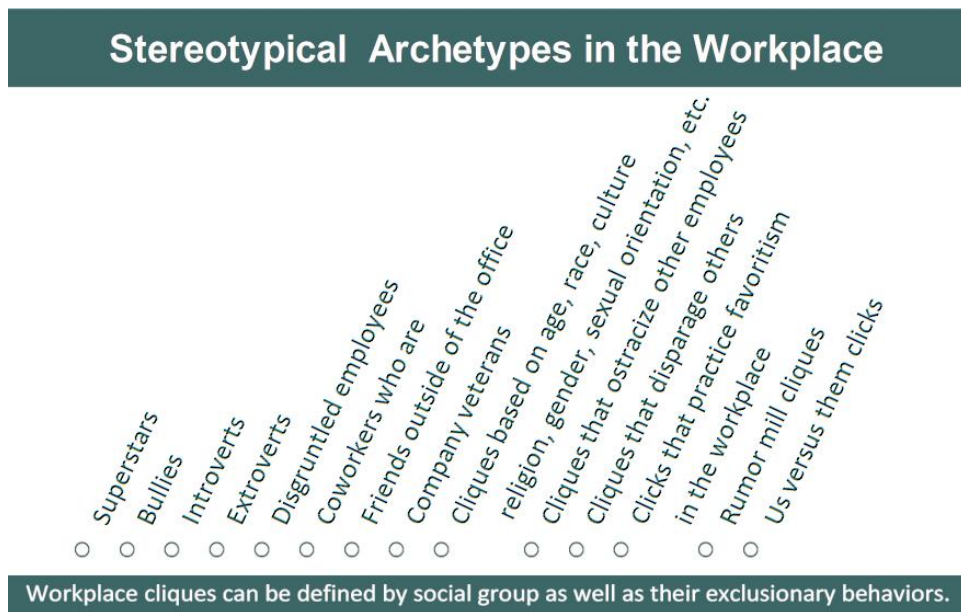 Stereotypical Archetypes in the Workplace
Superstars
Bullies
Introverts
Extroverts
Disgruntled employees
Coworkers who are
Friends outside of the office
Company veterans
Cliques based on age, race, culture
religion, gender, sexual orientation, etc.
Cliques that ostracize other employees
Cliques that disparage others
Clicks that practice favoritism
in the workplace
Rumor mill cliques
Us versus them clicks
Workplace cliques can be defined by social group as well as their exclusionary behaviors.